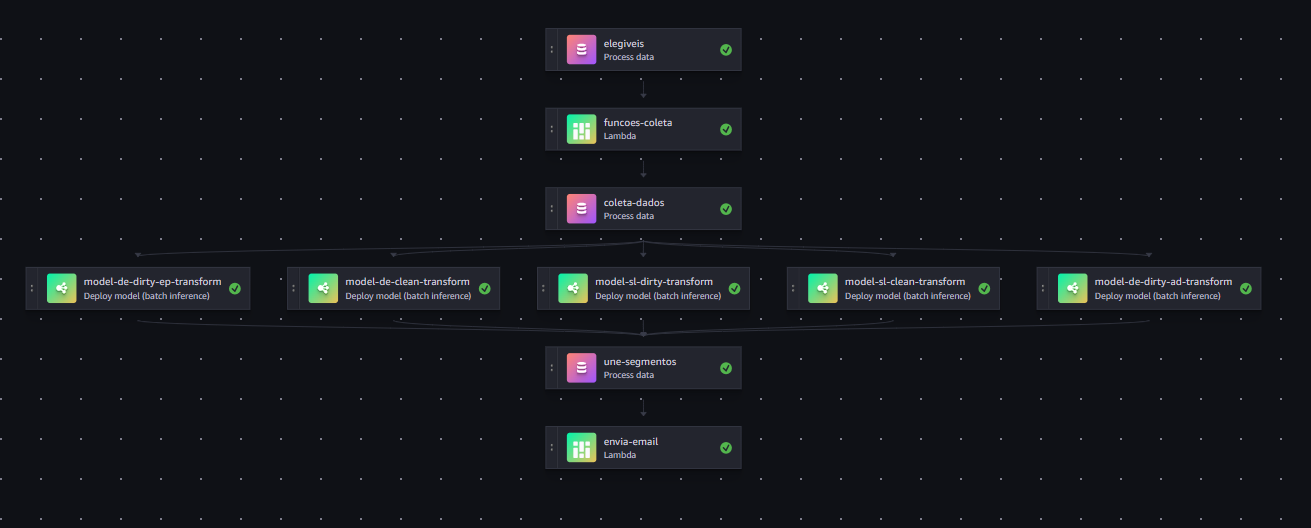 elegiveis
Process data
funcoes-coleta
Lambda
coleta-dados
Process data
model-de-dirty-ep-transform
Deploy model (batch inference)
model-de-clean-transform
Deploy model (batch inference)
model-sl-dirty-transform
Deploy model (batch inference)
model-sl-clean-transform
Deploy model (batch inference)
model-de-dirty-ad-transform
Deploy model (batch inference)
une-segmentos
Process data
envia-email
Lambda